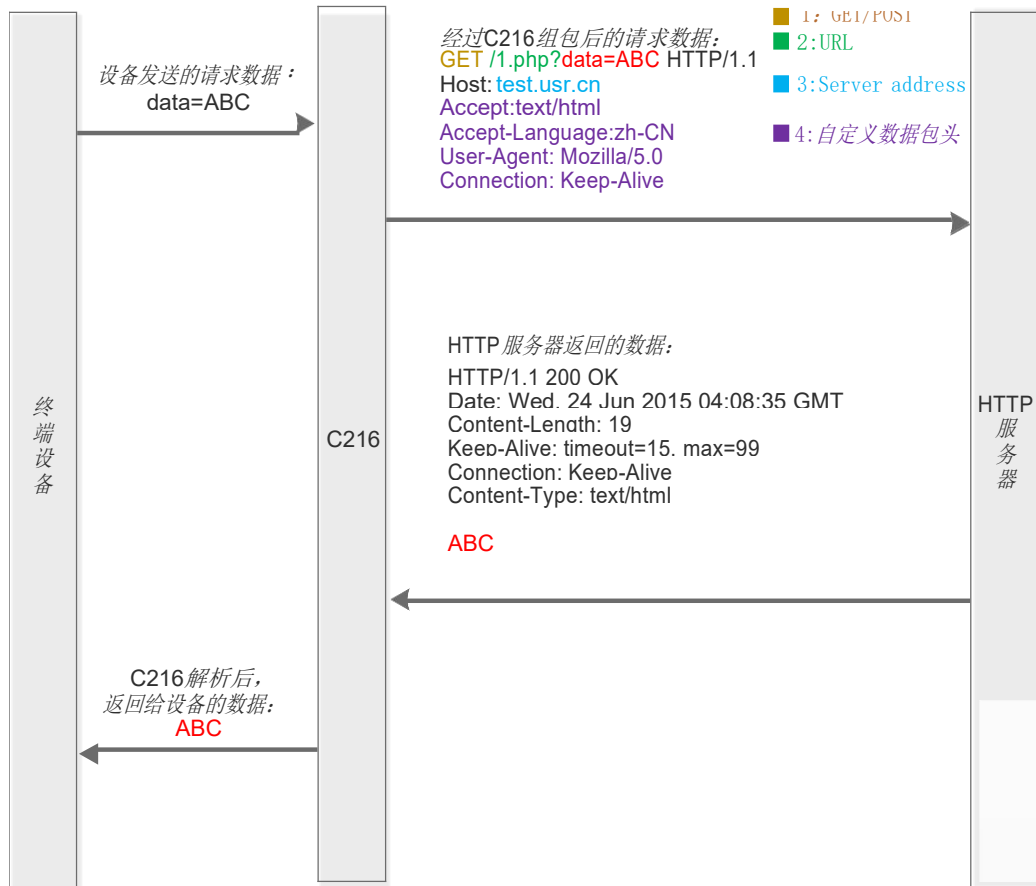 设备发送的请求数据：
data=ABC
经过C216组包后的请求数据：
GET /1.php?data=ABC HTTP/1.1
Host: test.usr.cn
Accept:text/html
Accept-Language:zh-CN
User-Agent: Mozilla/5.0
Connection: Keep-Alive
1: GET/POST
2:URL
3:Server address
4:自定义数据包头
HTTP服务器返回的数据：
HTTP/1.1 200 OK
Date: Wed, 24 Jun 2015 04:08:35 GMT
Content-Length: 19
Keep-Alive: timeout=15, max=99
Connection: Keep-Alive
Content-Type: text/html
ABC
终端设备
C216
HTTP
服务器
C216解析后，
返回给设备的数据：
ABC